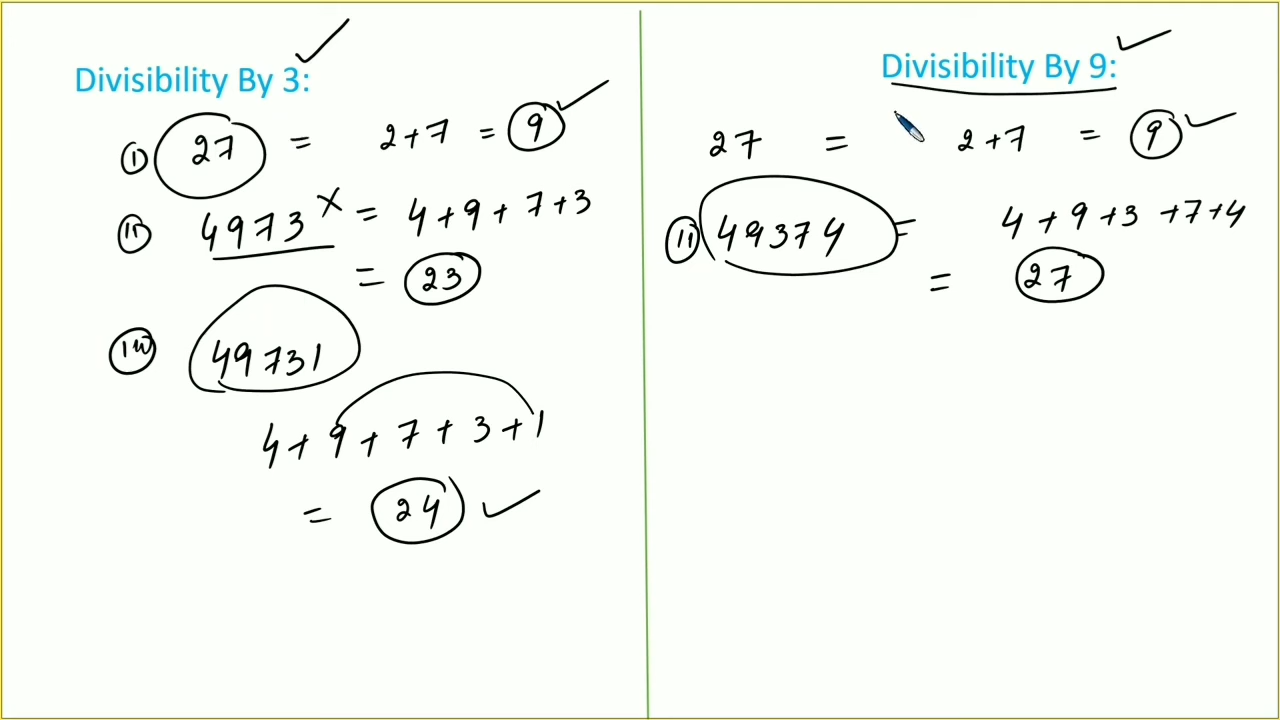 Divisibility By 3:
(i) 27 = 2+7 = 9
(ii) 4973 x = 4+9+7+3
= 23
(iii) 49731
4+9+7+3+1
= 24
Divisibility By 9:
27 = 2+7 = 9
(ii) 49374 = 4+9+3+7+4
= 27